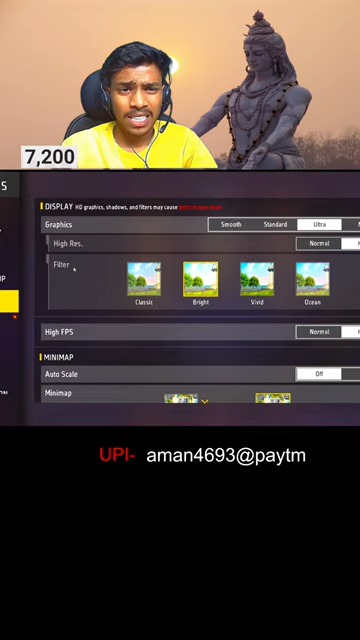 7,200
S
DISPLAY HD graphics, shadows, and filters may cause
Graphics Smooth Standard Ultra
High Res. Normal
Filter
Classic Bright Vivid Ocean
High FPS Normal
MINIMAP
Auto Scale Off
Minimap
UPI- aman4693@paytm